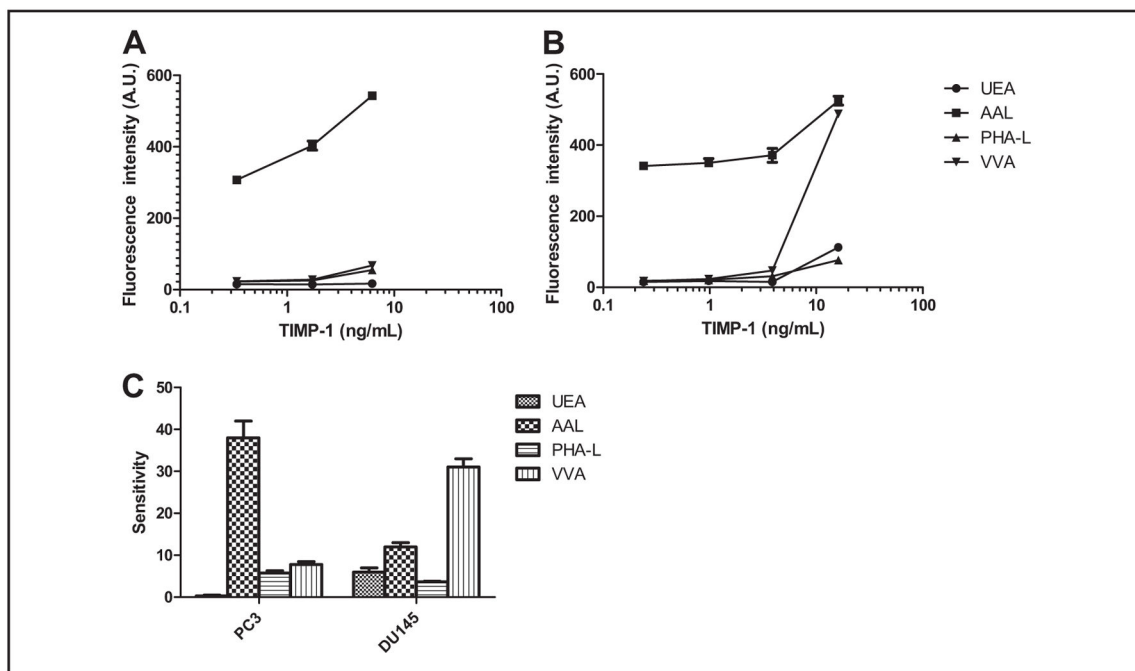 A
Fluorescence intensity (A.U.)
600
400
200
0
0.1
1
10
100
TIMP-1 (ng/mL)
B
Fluorescence intensity (A.U.)
600
400
200
0
0.1
1
10
100
TIMP-1 (ng/mL)
UEA
AAL
PHA-L
VVA
C
Sensitivity
50
40
30
20
10
0
PC3
DU145
UEA
AAL
PHA-L
VVA